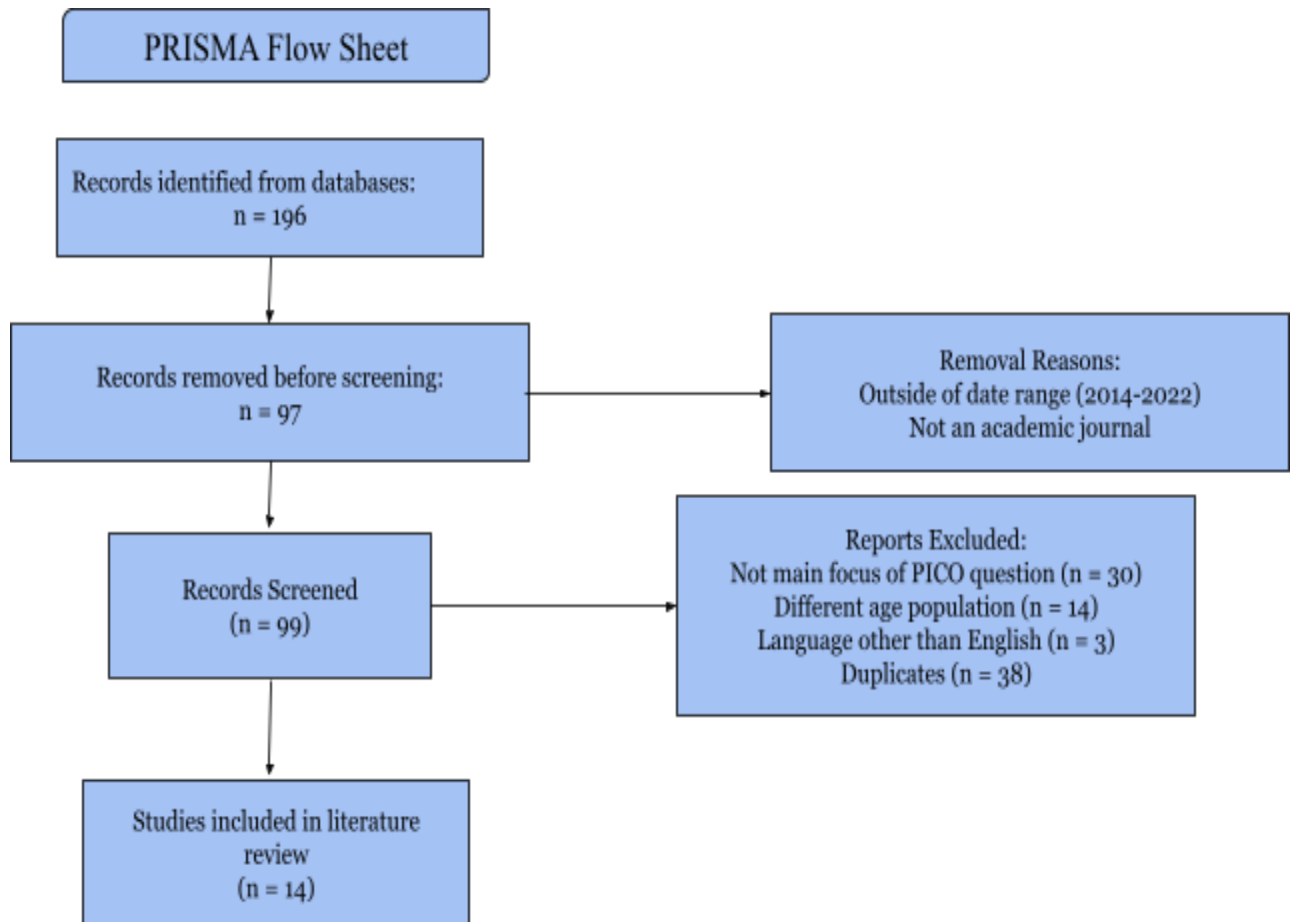 PRISMA Flow Sheet
Records identified from databases:
n = 196
Records removed before screening:
n = 97
Removal Reasons:
Outside of date range (2014-2022)
Not an academic journal
Records Screened
(n = 99)
Reports Excluded:
Not main focus of PICO question (n = 30)
Different age population (n = 14)
Language other than English (n = 3)
Duplicates (n = 38)
Studies included in literature
review
(n = 14)